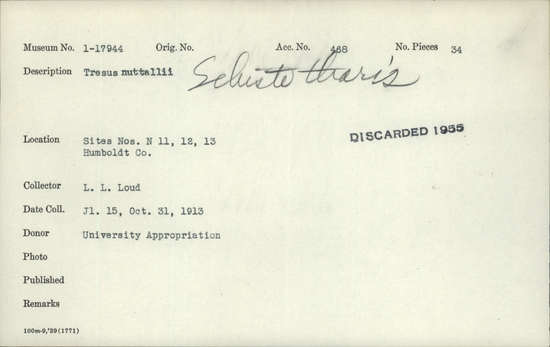 Museum No. 1-17944 Orig. No. Acc. No. 468 No. Pieces 34
Description Tresus nuttallii
Location Sites Nos. N 11, 12, 13 DISCARDED 1955
Humboldt Co.
Collector L. L. Loud
Date Coll. Jl. 15, Oct. 31, 1913
Donor University Appropriation
Photo
Published
Remarks
100m-9,'39(1771)